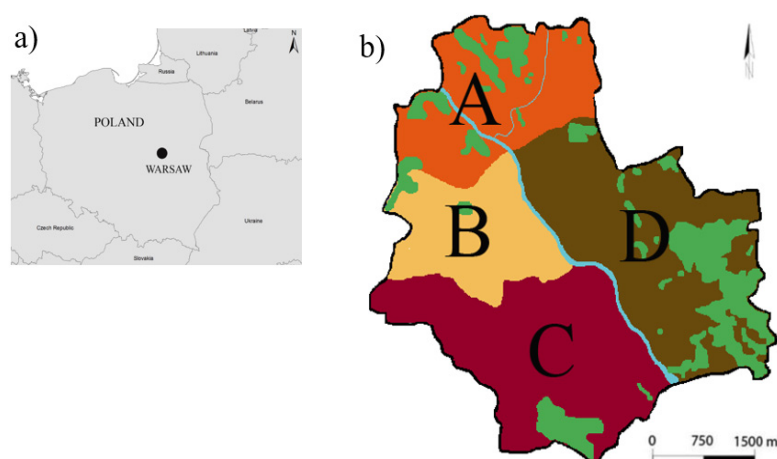 a)
N
Lithuania
Russia
Belarus
POLAND
WARSAW
Ukraine
Czech Republic
Slovakia
b)
N
A
B
D
C
0 750 1500 m